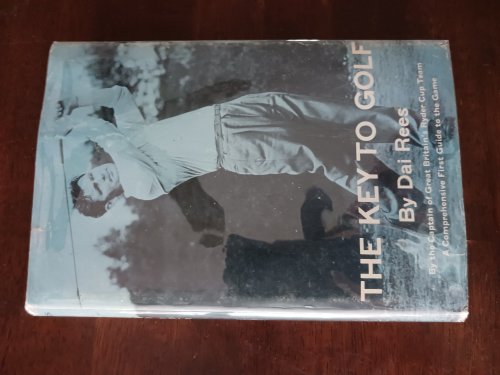 THE KEY TO GOLF
By Dai Rees
By the Captain of Great Britain's Ryder Cup Team
A Comprehensive First Guide to the Game